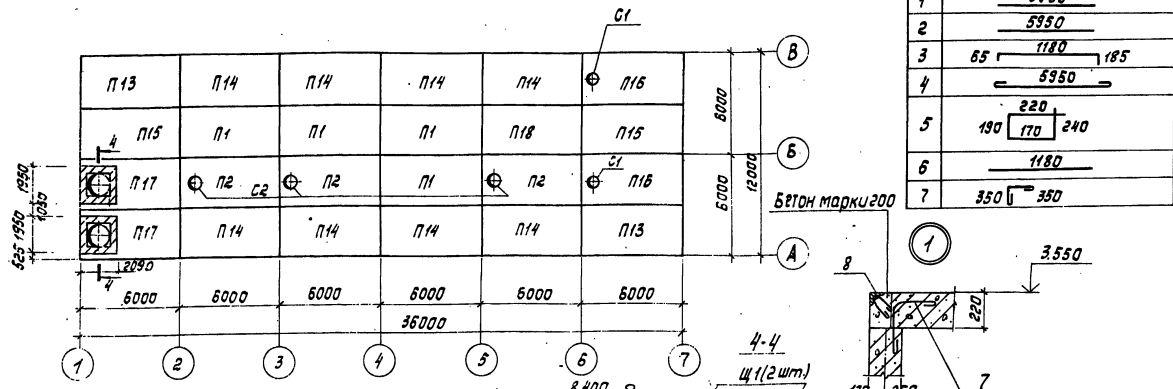 С1
В
П13 П14 П14 П14 П14 П16
6000
12000
4
П15 П1 П1 П1 П18 П15
Б
1950
С1
П17 П2 П2 П1 П2 П16
С2
1050
6000
1950
П17 П14 П14 П14 П14 П13
525
А
4
2090
6000 6000 6000 6000 6000 6000
36000
1 2 3 4 5 6 7
1
2 5950
3 65 1180 185
4 5950
5 220 190 170 240
6 1180
7 350 350
Бетон марки 200
1
8
3.550
220
7
4-4
Щ1(2 шт.)